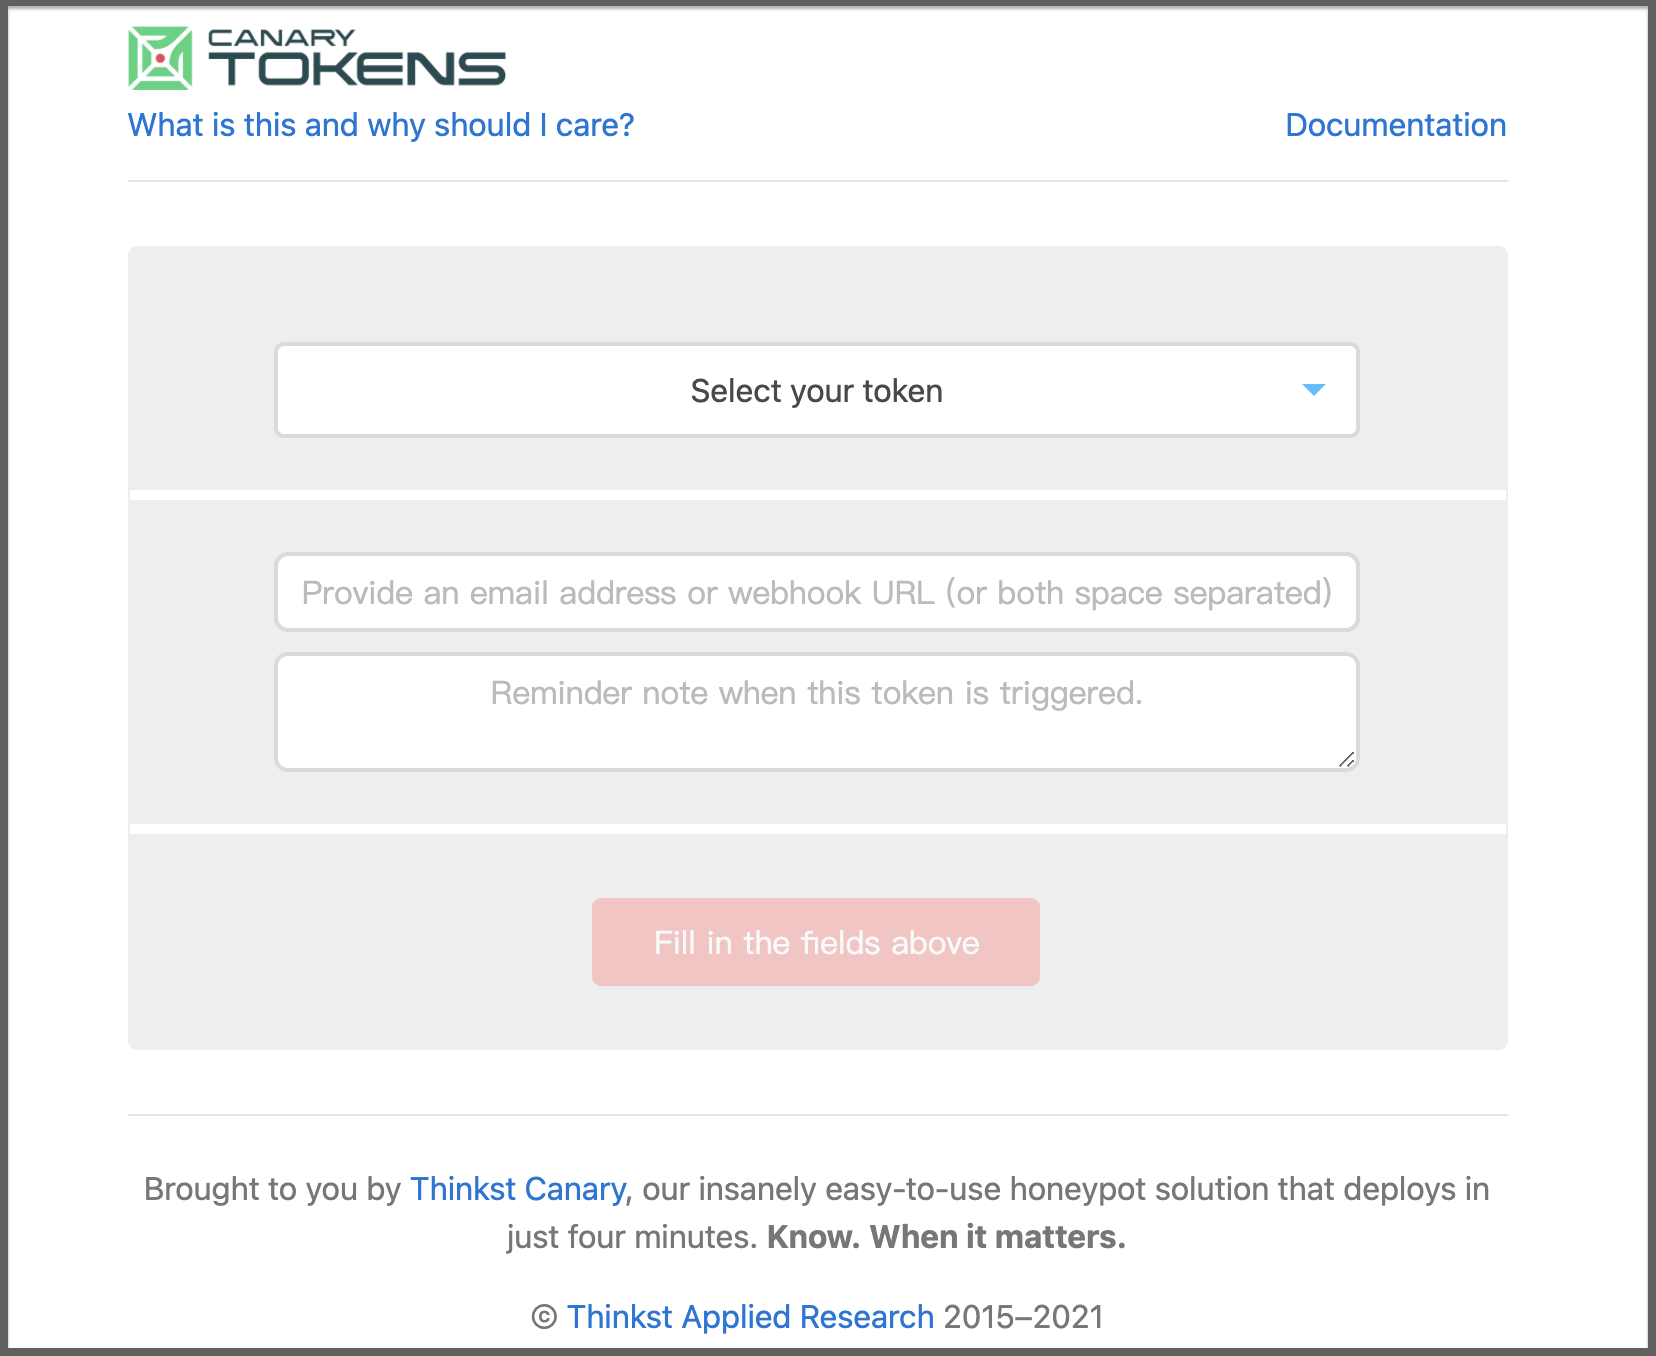 CANARY
TOKENS
What is this and why should I care?
Documentation
Select your token
Provide an email address or webhook URL (or both space separated)
Reminder note when this token is triggered.
Fill in the fields above
Brought to you by Thinkst Canary, our insanely easy-to-use honeypot solution that deploys in
just four minutes. Know. When it matters.
© Thinkst Applied Research 2015–2021